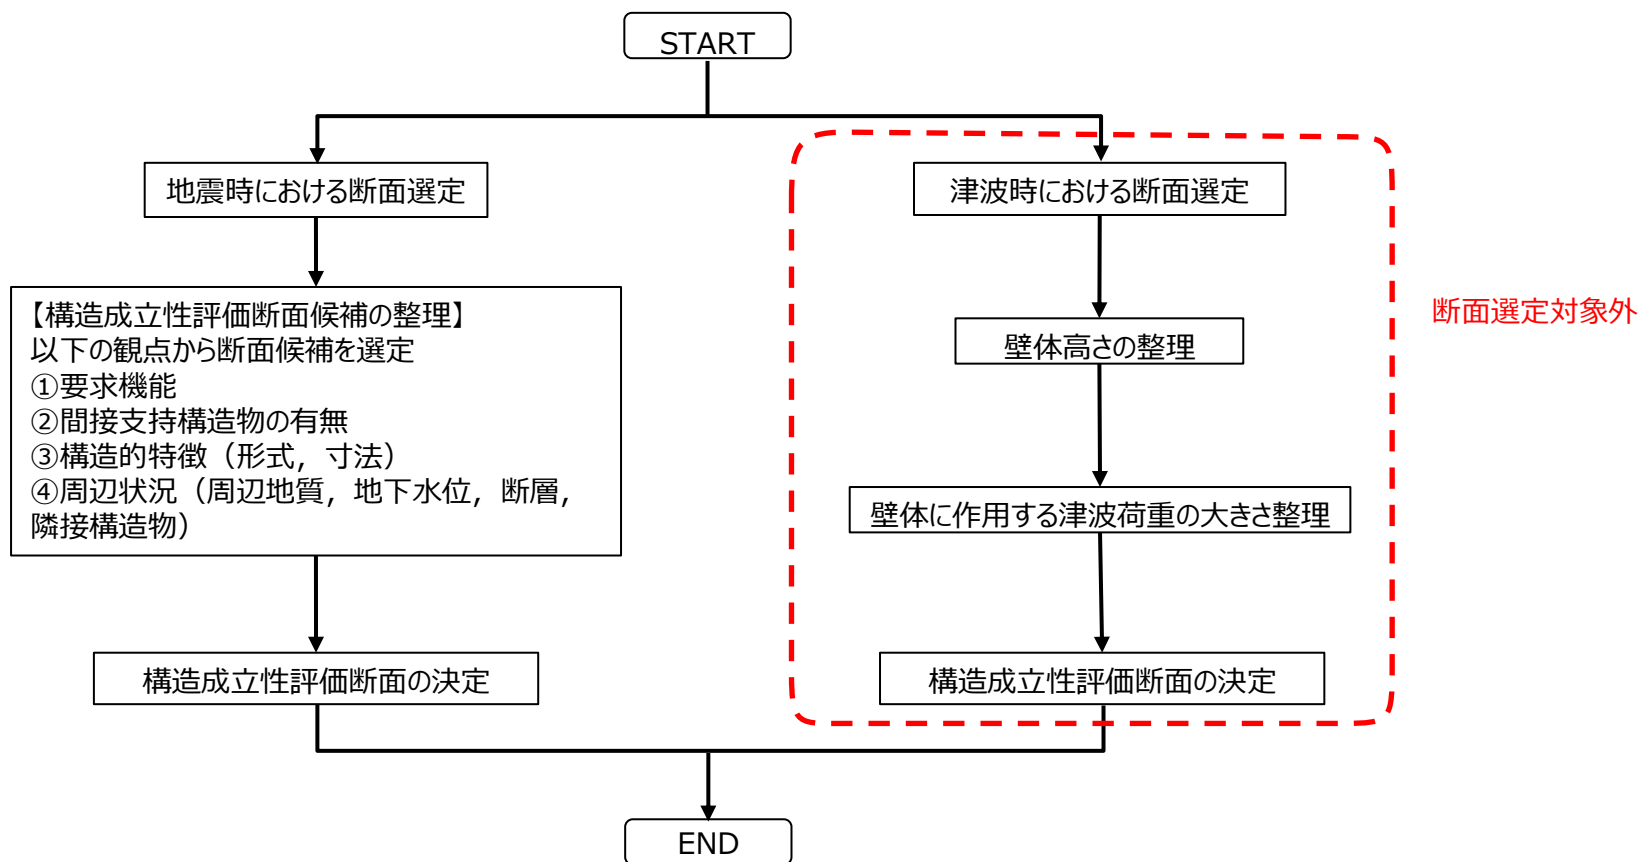 START
地震時における断面選定
【構造成立性評価断面候補の整理】
以下の観点から断面候補を選定
①要求機能
②間接支持構造物の有無
③構造的特徴（形式，寸法）
④周辺状況（周辺地質，地下水位，断層，
隣接構造物）
構造成立性評価断面の決定
津波時における断面選定
壁体高さの整理
壁体に作用する津波荷重の大きさ整理
構造成立性評価断面の決定
断面選定対象外
END